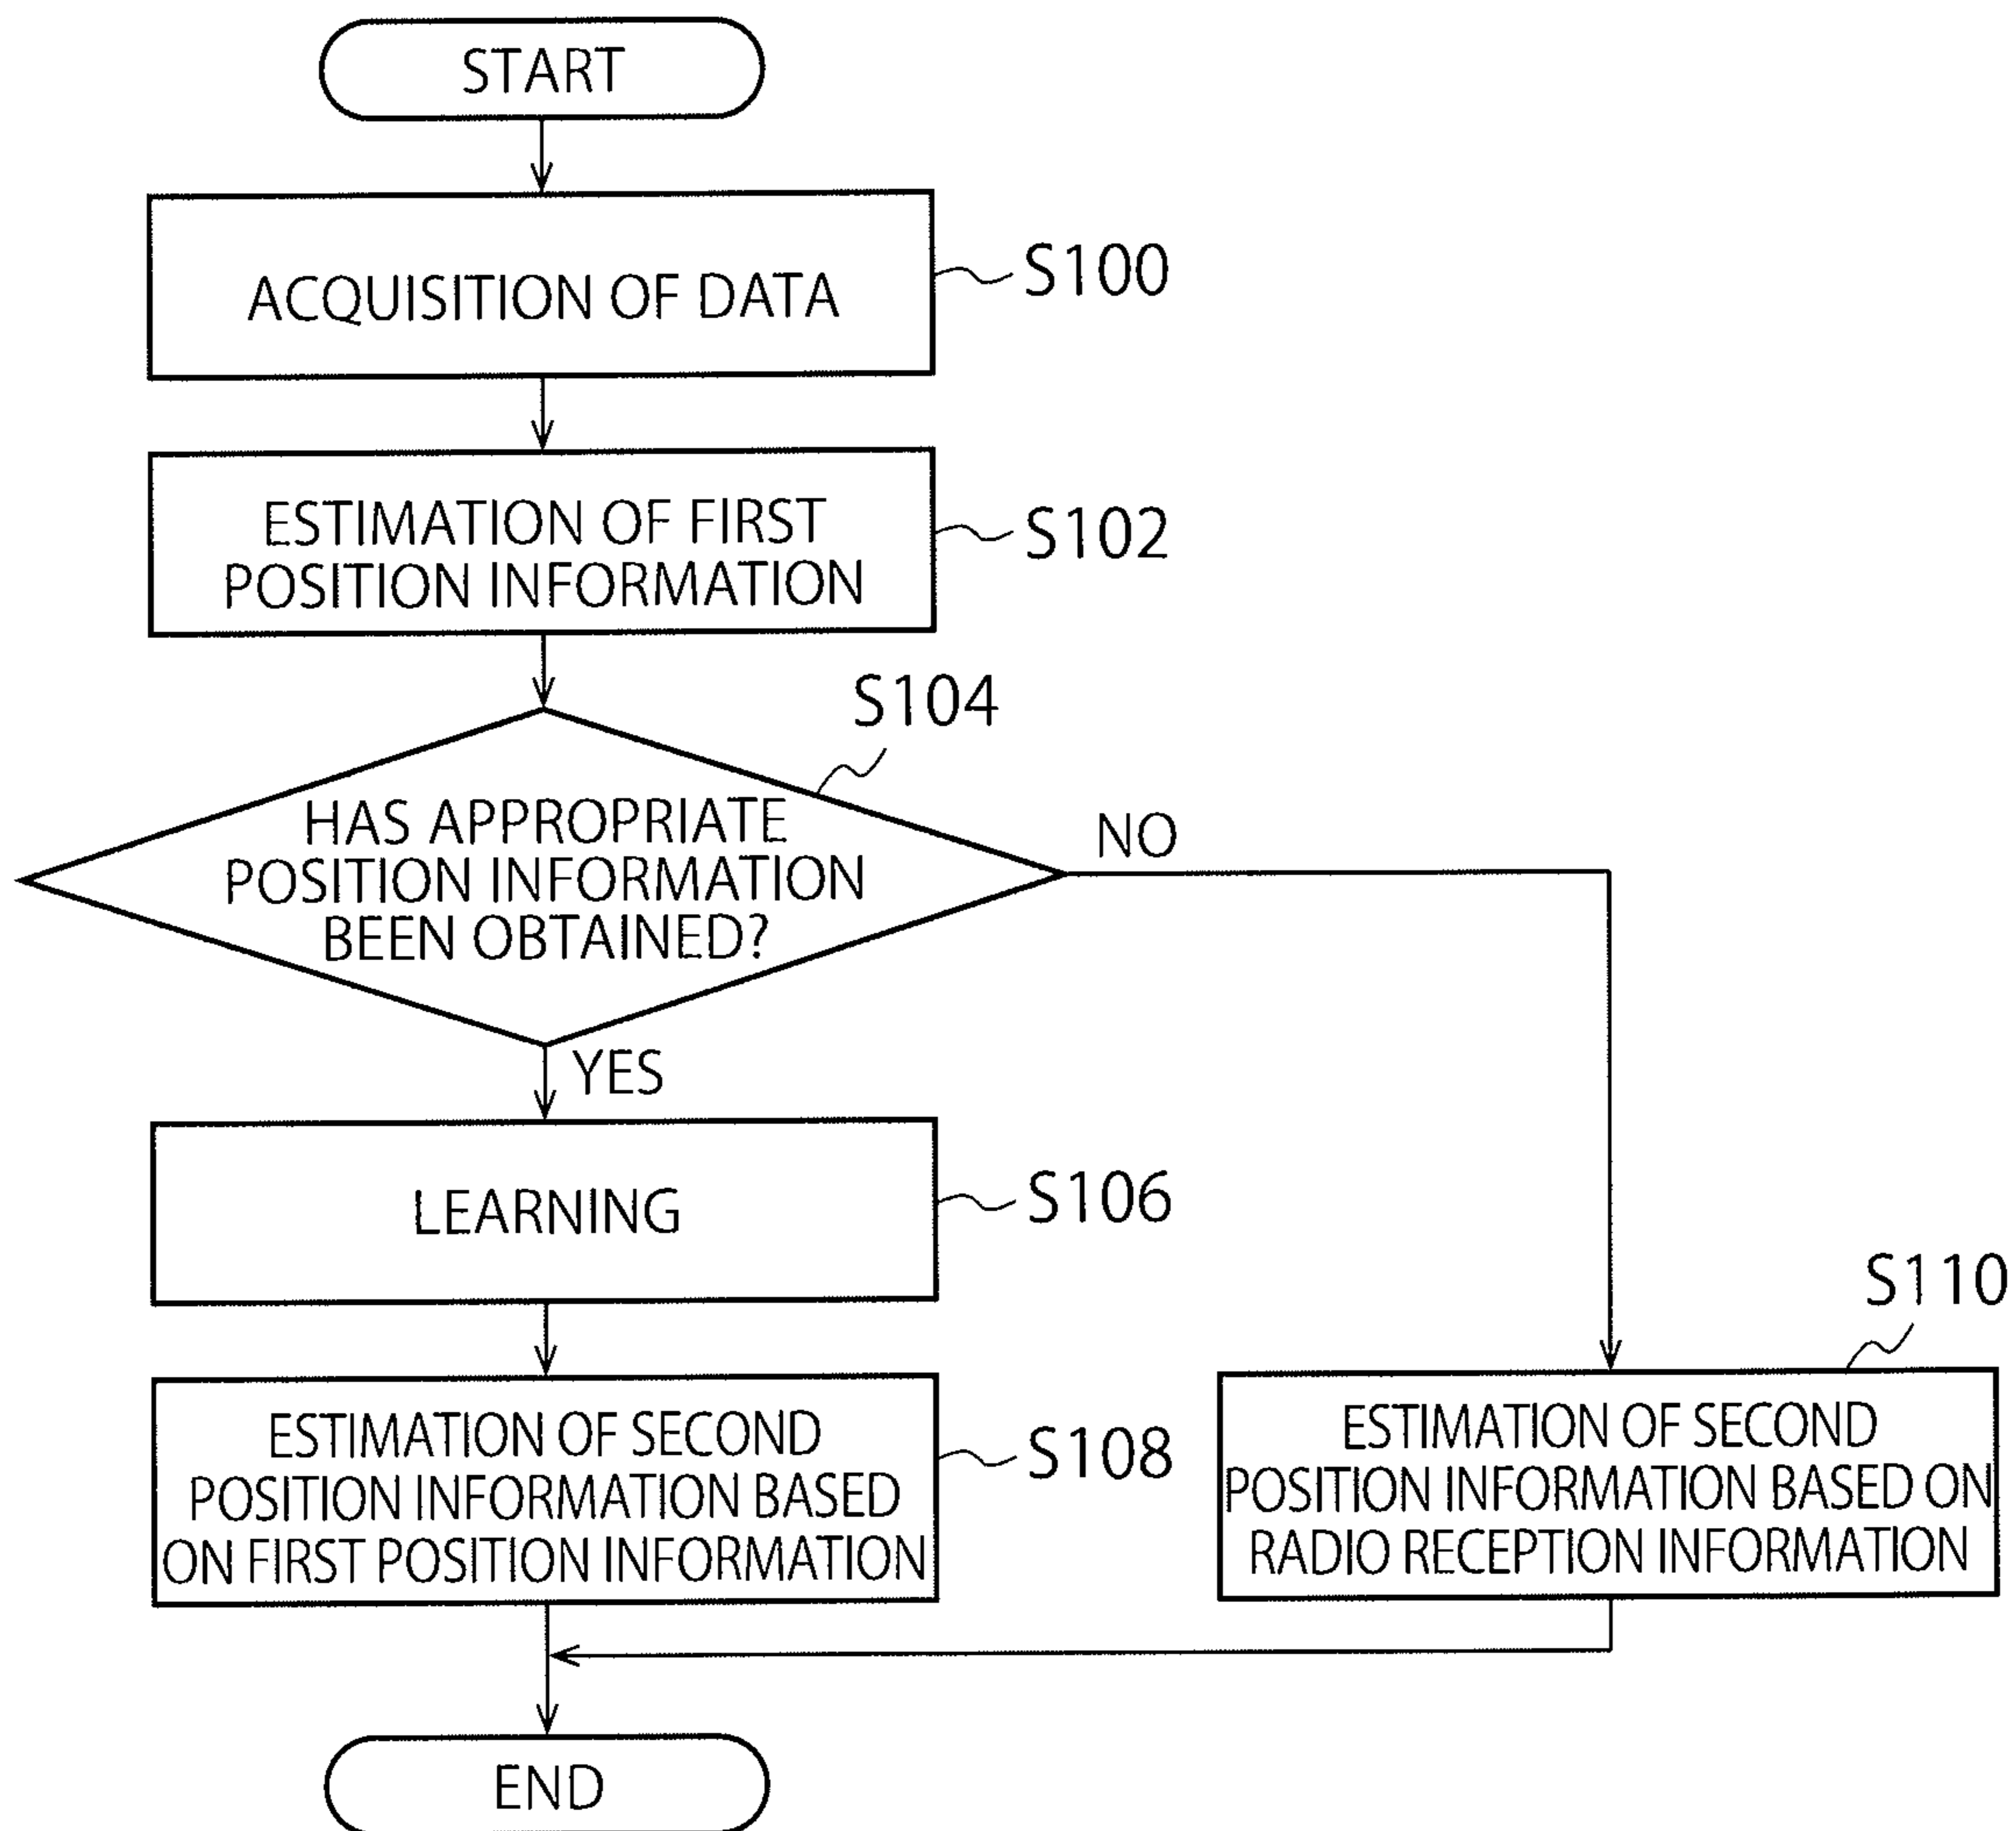 START
ACQUISITION OF DATA
S100
ESTIMATION OF FIRST
POSITION INFORMATION
S102
S104
HAS APPROPRIATE
POSITION INFORMATION
BEEN OBTAINED?
NO
YES
LEARNING
S106
S110
ESTIMATION OF SECOND
POSITION INFORMATION BASED
ON FIRST POSITION INFORMATION
S108
ESTIMATION OF SECOND
POSITION INFORMATION BASED ON
RADIO RECEPTION INFORMATION
END